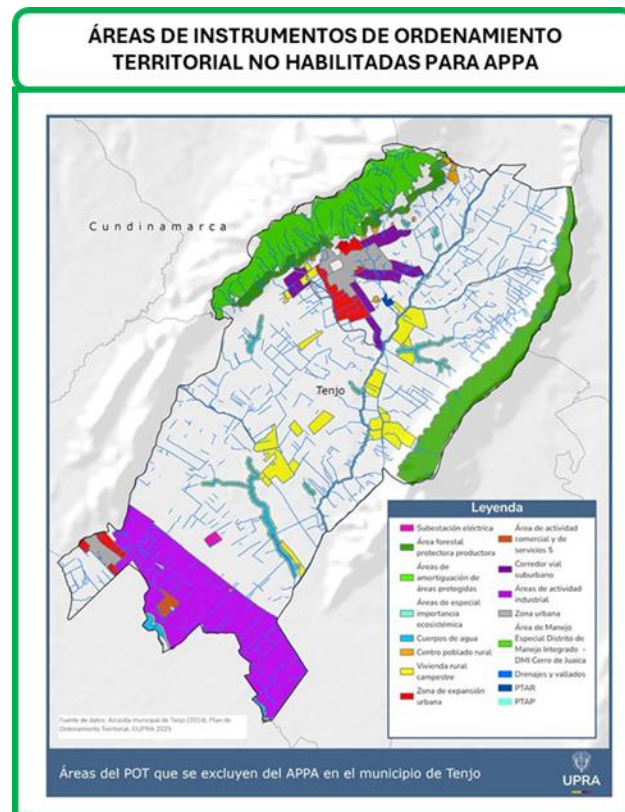 ÁREAS DE INSTRUMENTOS DE ORDENAMIENTO
TERRITORIAL NO HABILITADAS PARA APPA
Cundinamarca
Tenjo
Leyenda
Subestación eléctrica
Área forestal
protectora productora
Áreas de
amortiguación de
áreas protegidas
Áreas de especial
importancia
ecosistémica
Cuerpos de agua
Centro poblado rural
Vivienda rural
campestre
Zona de expansión
urbana
Área de actividad
comercial y de
servicios S
Corredor vial
suburbano
Áreas de actividad
industrial
Zona urbana
Área de Manejo
Especial Distrito de
Manejo Integrado -
DMI Cerro de Juaica
Drenajes y vallados
PTAR
PTAP
Fuente de datos. Alcaldía municipal de Tenjo (2014). Plan de
Ordenamiento Territorial. ©UPRA 2025
Áreas del POT que se excluyen del APPA en el municipio de Tenjo
UPRA